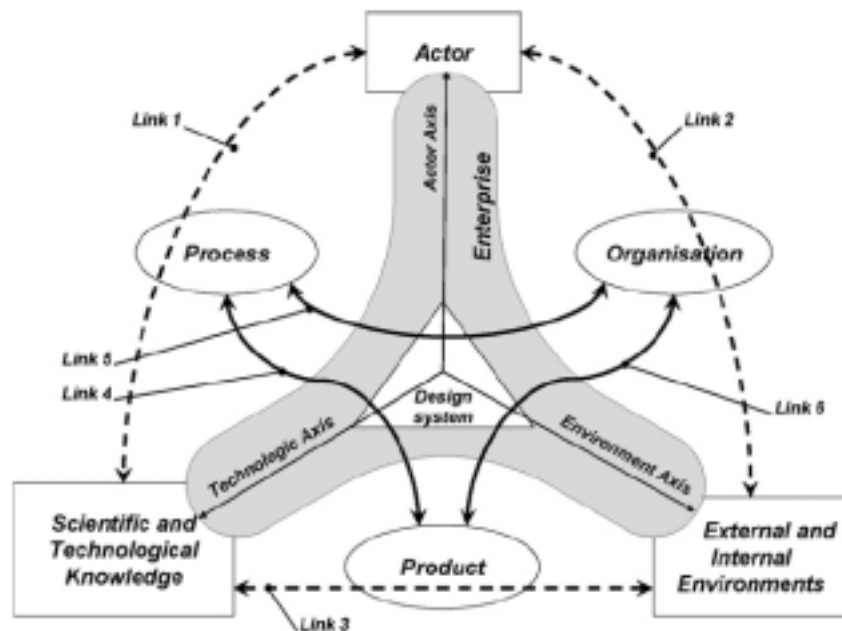 Actor
Link 1
Link 2
Actor Axis
Enterprise
Process
Organisation
Link 5
Link 4
Link 6
Design
system
Technologic Axis
Environment Axis
Scientific and
Technological
Knowledge
Product
External and
Internal
Environments
Link 3